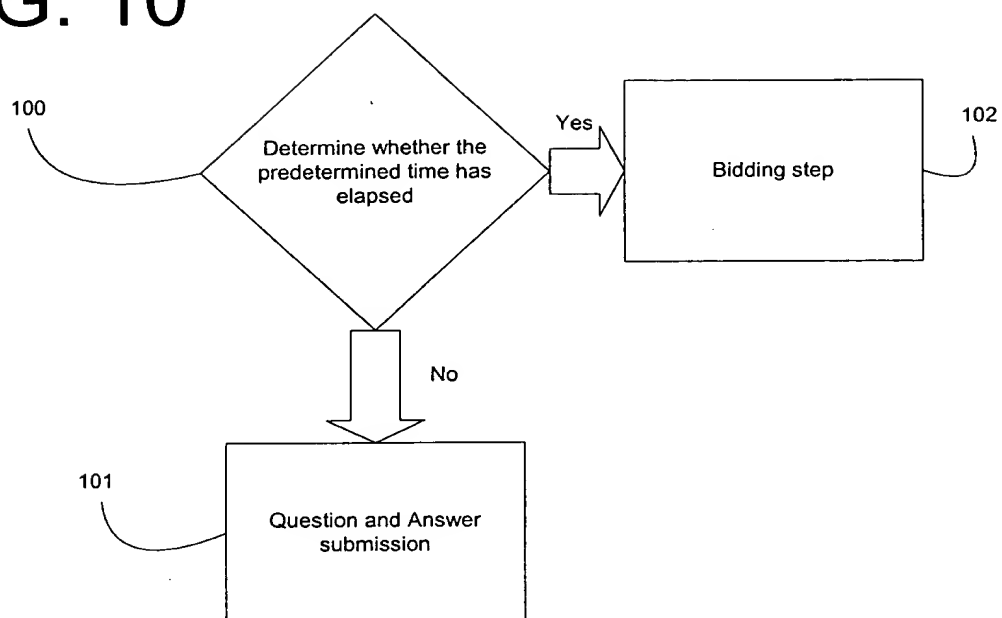 G. 10
100
Determine whether the
predetermined time has
elapsed
Yes
Bidding step
102
No
101
Question and Answer
submission